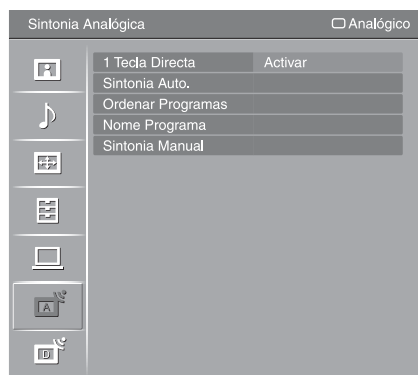 Sintonia Analógica Analógico
1 Tecla Directa Activar
Sintonia Auto.
Ordenar Programas
Nome Programa
Sintonia Manual
A
D